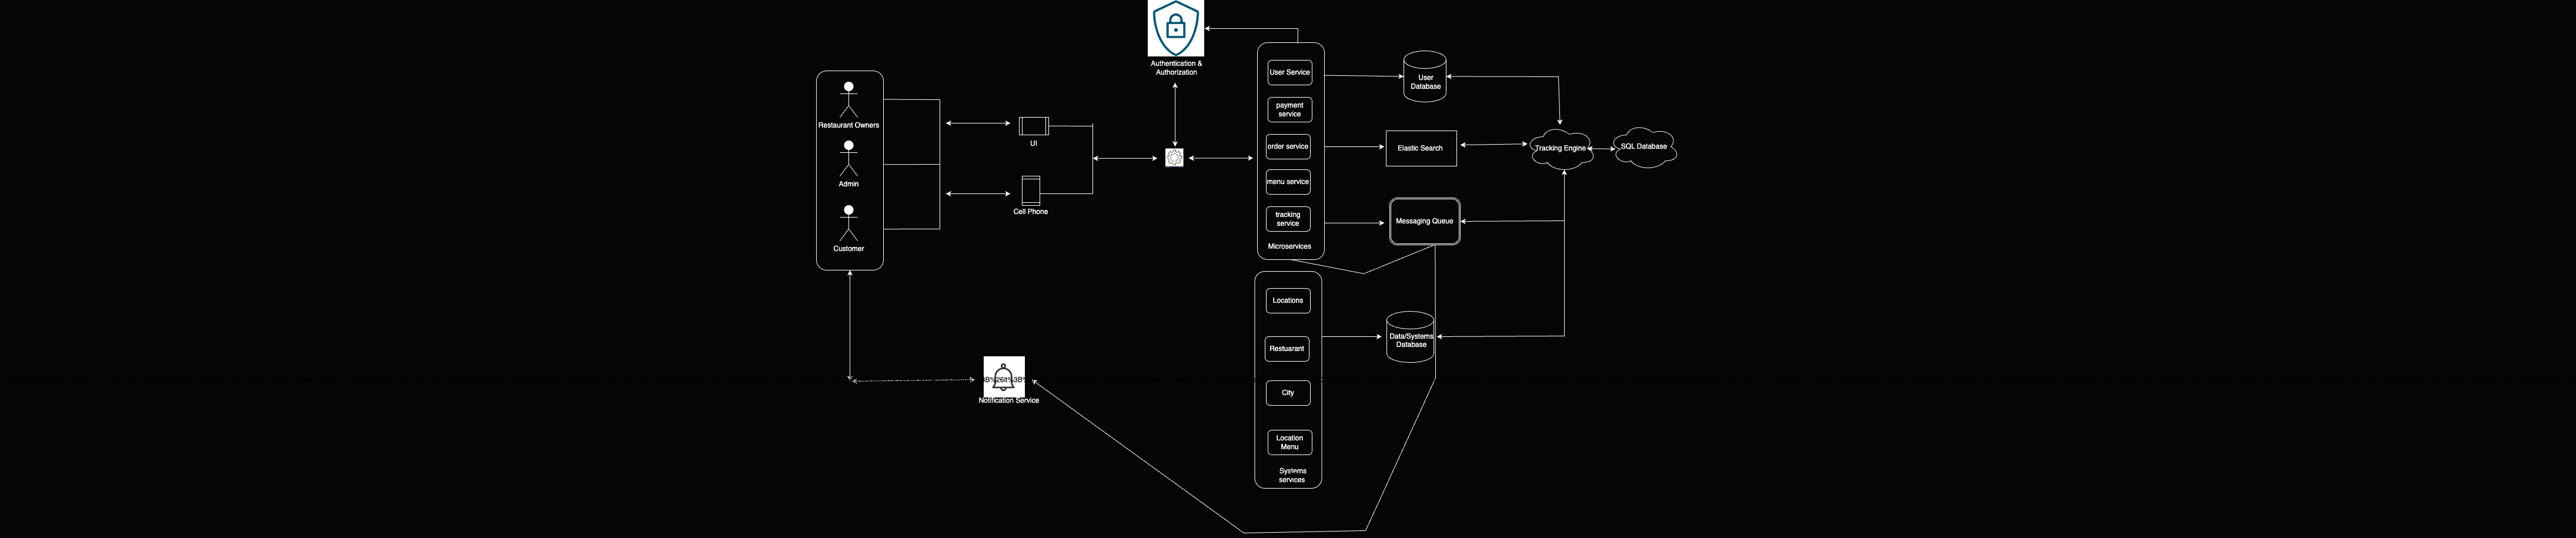 Authentication &
Authorization
Restaurant Owners
Admin
Customer
UI
Cell Phone
User Service
payment
service
order service
menu service
tracking
service
Microservices
User
Database
Elastic Search
Messaging Queue
Tracking Engine
SQL Database
Locations
Restuarant
City
Location
Menu
Systems
services
Data/Systems
Database
3B%26lt%3B%
Notification Service